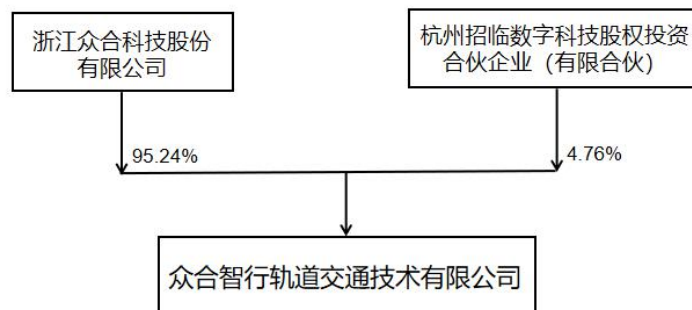 浙江众合科技股份
有限公司
杭州招临数字科技股权投资
合伙企业（有限合伙）
95.24%
4.76%
众合智行轨道交通技术有限公司